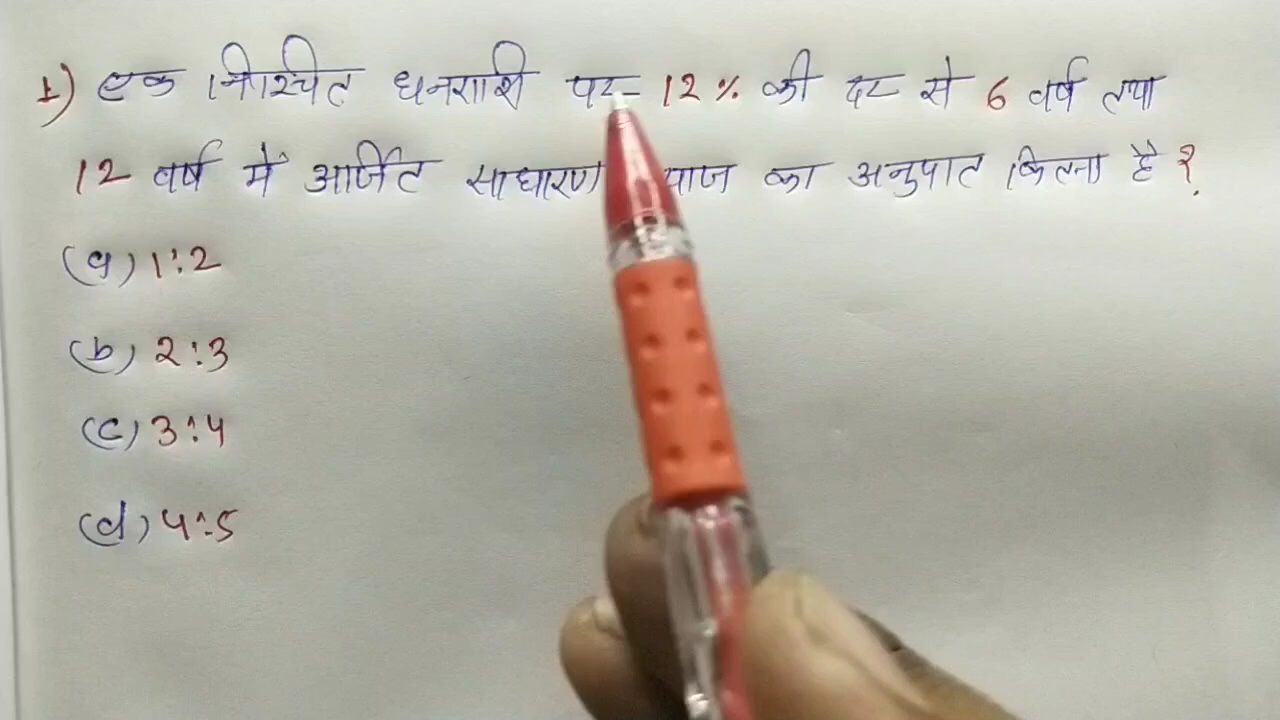 1) एक निश्चित धनराशि पर 12% की दर से 6 वर्ष तथा
12 वर्ष में आर्जित साधारण का अनुपात कितना है ?
(a) 1:2
(b) 2:3
(c) 3:4
(d) 4:5